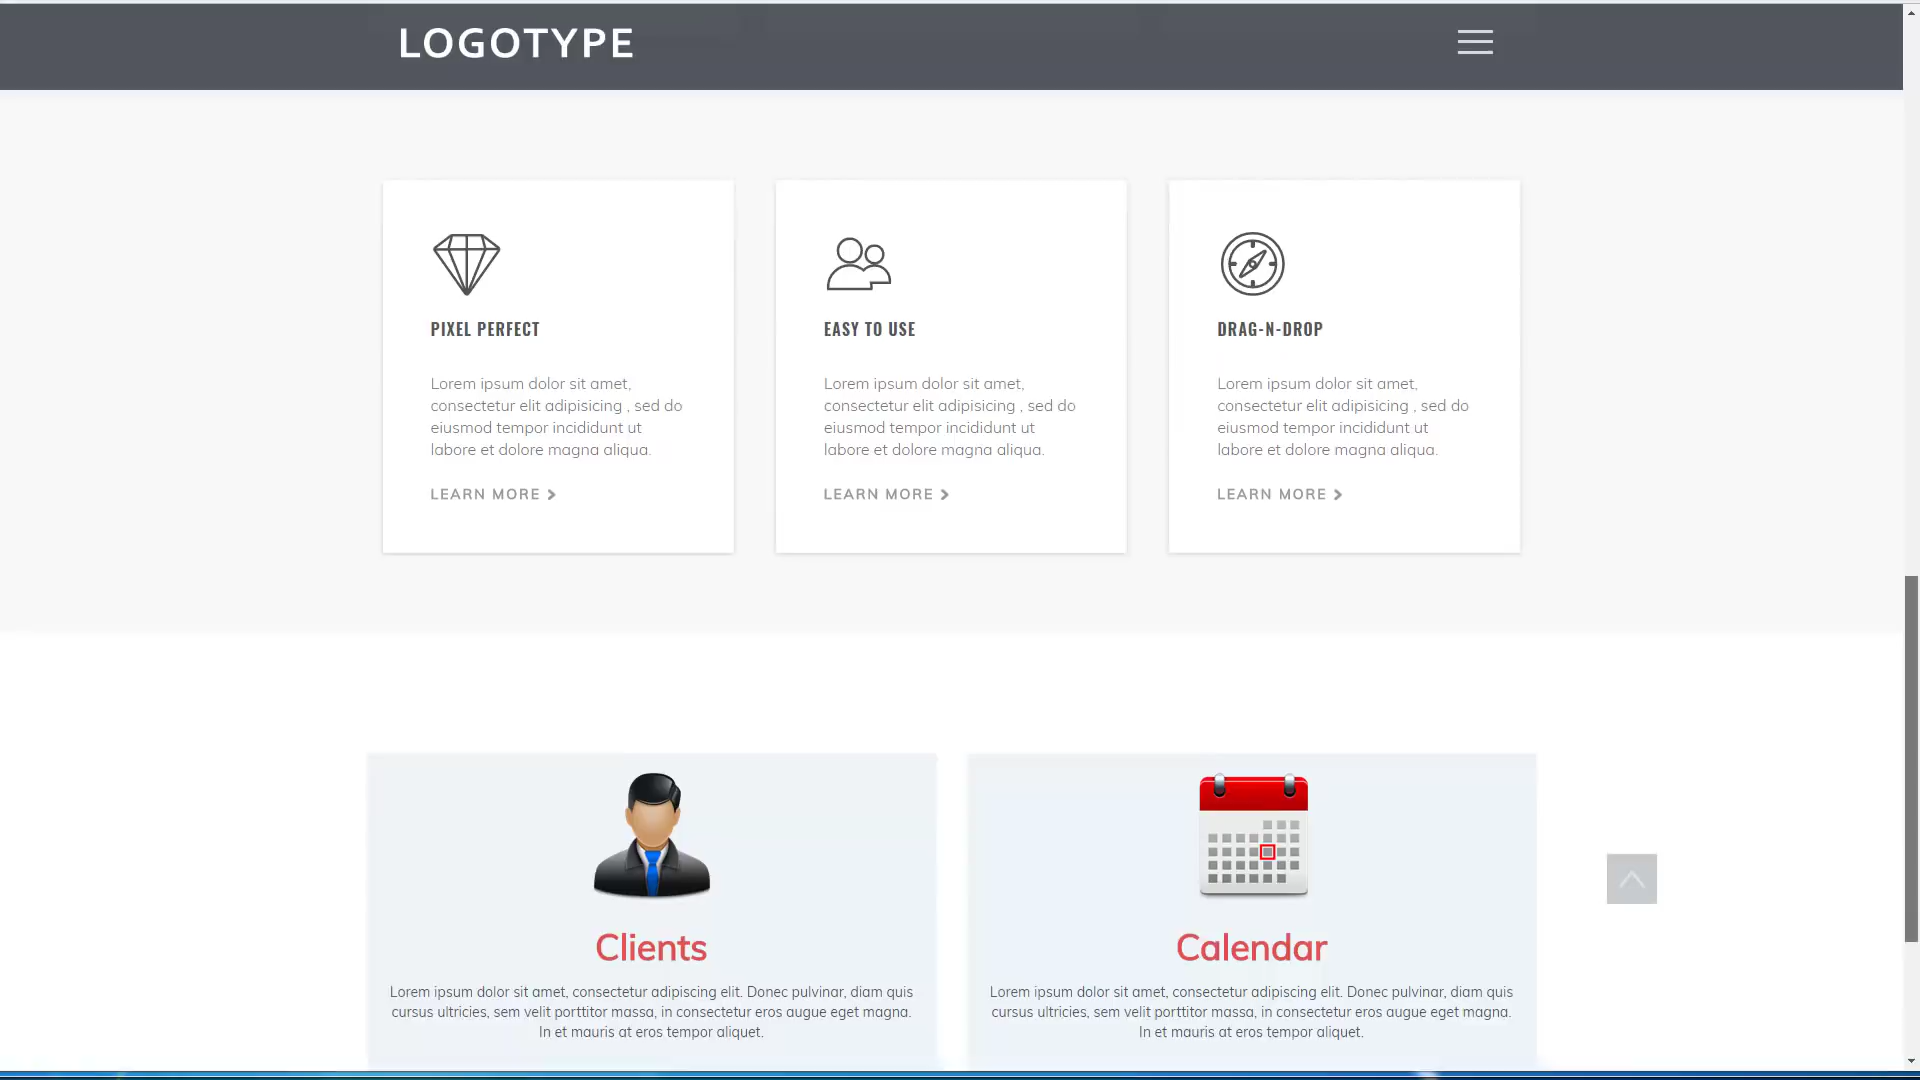 LOGOTYPE
PIXEL PERFECT
Lorem ipsum dolor sit amet,
consectetur elit adipisicing , sed do
eiusmod tempor incididunt ut
labore et dolore magna aliqua.
LEARN MORE
EASY TO USE
Lorem ipsum dolor sit amet,
consectetur elit adipisicing , sed do
eiusmod tempor incididunt ut
labore et dolore magna aliqua.
LEARN MORE
DRAG-N-DROP
Lorem ipsum dolor sit amet,
consectetur elit adipisicing , sed do
eiusmod tempor incididunt ut
labore et dolore magna aliqua.
LEARN MORE
Clients
Lorem ipsum dolor sit amet, consectetur adipiscing elit. Donec pulvinar, diam quis
cursus ultricies, sem velit porttitor massa, in consectetur eros augue eget magna.
In et mauris at eros tempor aliquet.
Calendar
Lorem ipsum dolor sit amet, consectetur adipiscing elit. Donec pulvinar, diam quis
cursus ultricies, sem velit porttitor massa, in consectetur eros augue eget magna.
In et mauris at eros tempor aliquet.